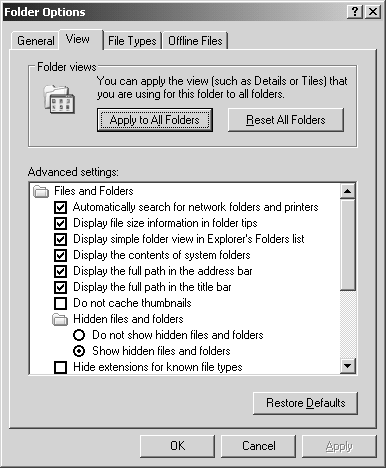 Folder Options
General View File Types Offline Files
Folder views
You can apply the view (such as Details or Tiles) that
you are using for this folder to all folders.
Apply to All Folders Reset All Folders
Advanced settings:
Files and Folders
Automatically search for network folders and printers
Display file size information in folder tips
Display simple folder view in Explorer's Folders list
Display the contents of system folders
Display the full path in the address bar
Display the full path in the title bar
Do not cache thumbnails
Hidden files and folders
Do not show hidden files and folders
Show hidden files and folders
Hide extensions for known file types
Restore Defaults
OK Cancel Apply